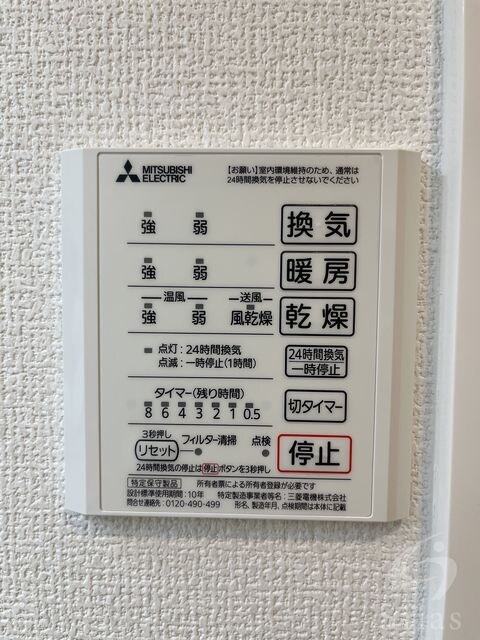 MITSUBISHI
ELECTRIC
【お願い】室内環境維持のため、通常は
24時間換気を停止させないでください
強 弱 換気
強 弱 暖房
温風 送風
強 弱 風乾燥 乾燥
点灯：24時間換気
点滅：一時停止(1時間)
24時間換気
一時停止
タイマー(残り時間)
8 6 4 3 2 1 0.5
切タイマー
3秒押し
リセット フィルター清掃 点検
停止
24時間換気の停止は停止ボタンを3秒押し
特定保守製品 所有者票による所有者登録が必要です
設計標準使用期間：10年 特定製造事業者等名：三菱電機株式会社
問合せ連絡先：0120-490-499 形名、製造年月、点検期間は本体に記載